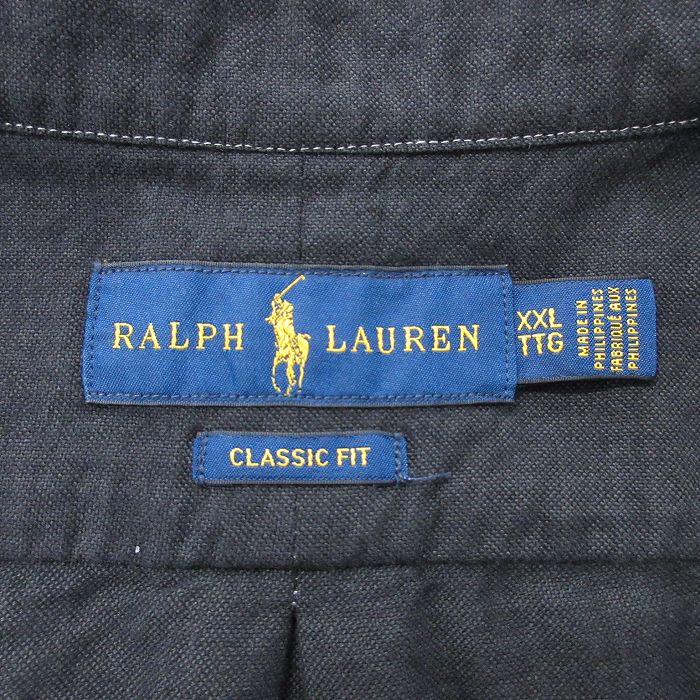 RALPH LAUREN
XXL
TTG
MADE IN
PHILIPPINES
FABRIQUÉ AUX
PHILIPPINES
CLASSIC FIT